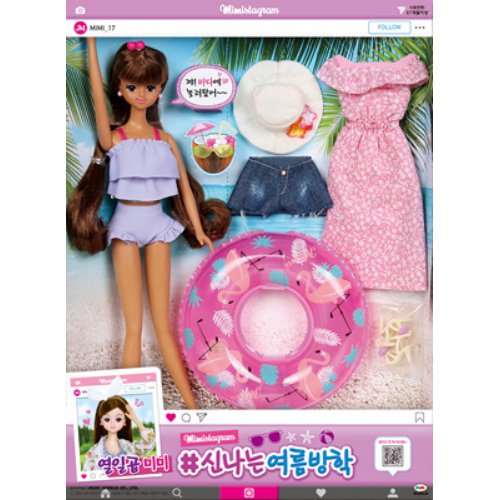 Mimistagram
MIMI_17
FOLLOW
꺄! 바다에
놀러왔어~
Mimistagram
열일곱 미미
#신나는 여름방학